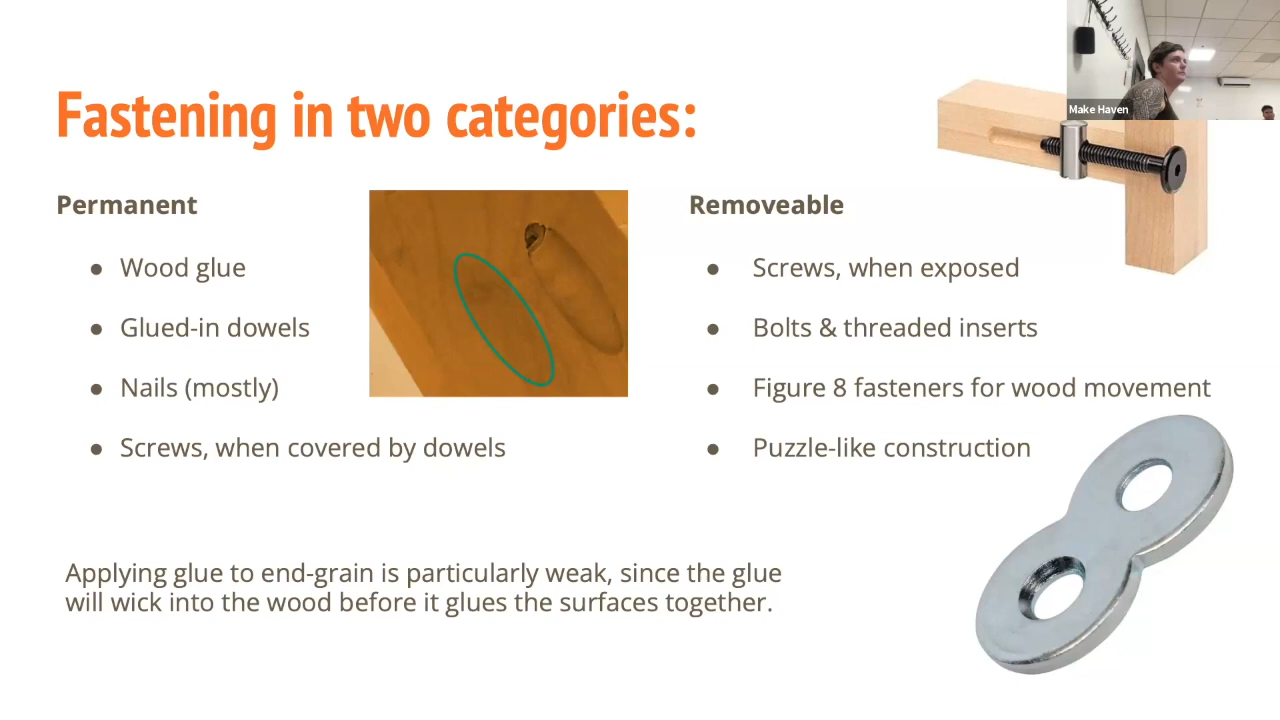 Fastening in two categories:
Make Haven
Permanent
● Wood glue
● Glued-in dowels
● Nails (mostly)
● Screws, when covered by dowels
Removeable
● Screws, when exposed
● Bolts & threaded inserts
● Figure 8 fasteners for wood movement
● Puzzle-like construction
Applying glue to end-grain is particularly weak, since the glue
will wick into the wood before it glues the surfaces together.